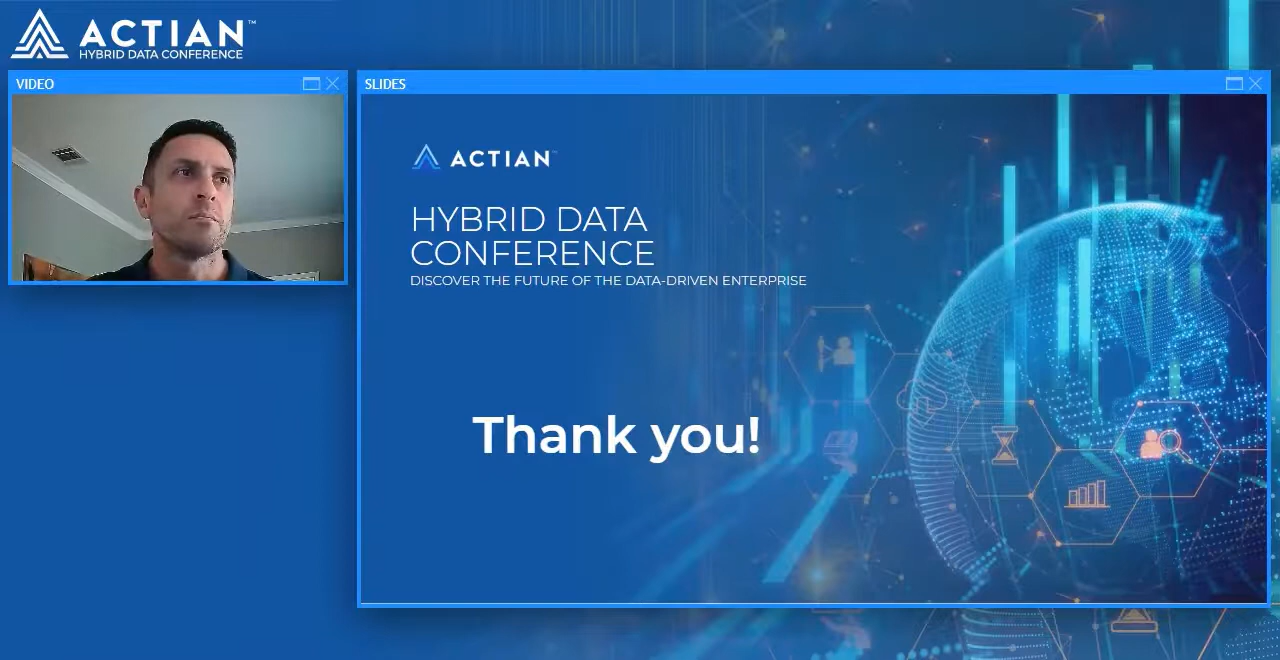 ACTIAN™
HYBRID DATA CONFERENCE
VIDEO
SLIDES
ACTIAN™
HYBRID DATA
CONFERENCE
DISCOVER THE FUTURE OF THE DATA-DRIVEN ENTERPRISE
Thank you!